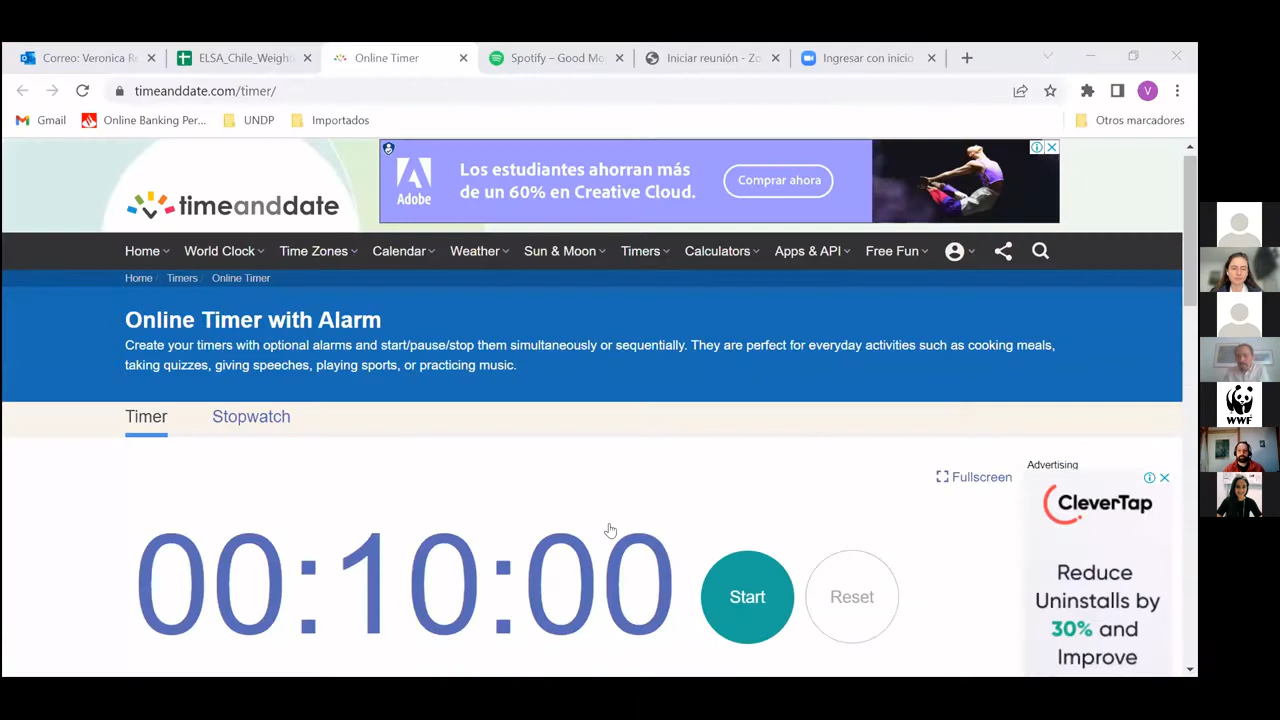 Correo: Veronica Re
ELSA_Chile_Weight
Online Timer
Spotify – Good Mo
Iniciar reunión - Zo
Ingresar con inicio
timeanddate.com/timer/
V
Gmail
Online Banking Per...
UNDP
Importados
Otros marcadores
Adobe
Los estudiantes ahorran más
de un 60% en Creative Cloud.
Comprar ahora
timeanddate
Home
World Clock
Time Zones
Calendar
Weather
Sun & Moon
Timers
Calculators
Apps & API
Free Fun
Home / Timers / Online Timer
Online Timer with Alarm
Create your timers with optional alarms and start/pause/stop them simultaneously or sequentially. They are perfect for everyday activities such as cooking meals,
taking quizzes, giving speeches, playing sports, or practicing music.
Timer
Stopwatch
Fullscreen
00:10:00
Start
Reset
Advertising
CleverTap
Reduce
Uninstalls by
30% and
Improve
WWF